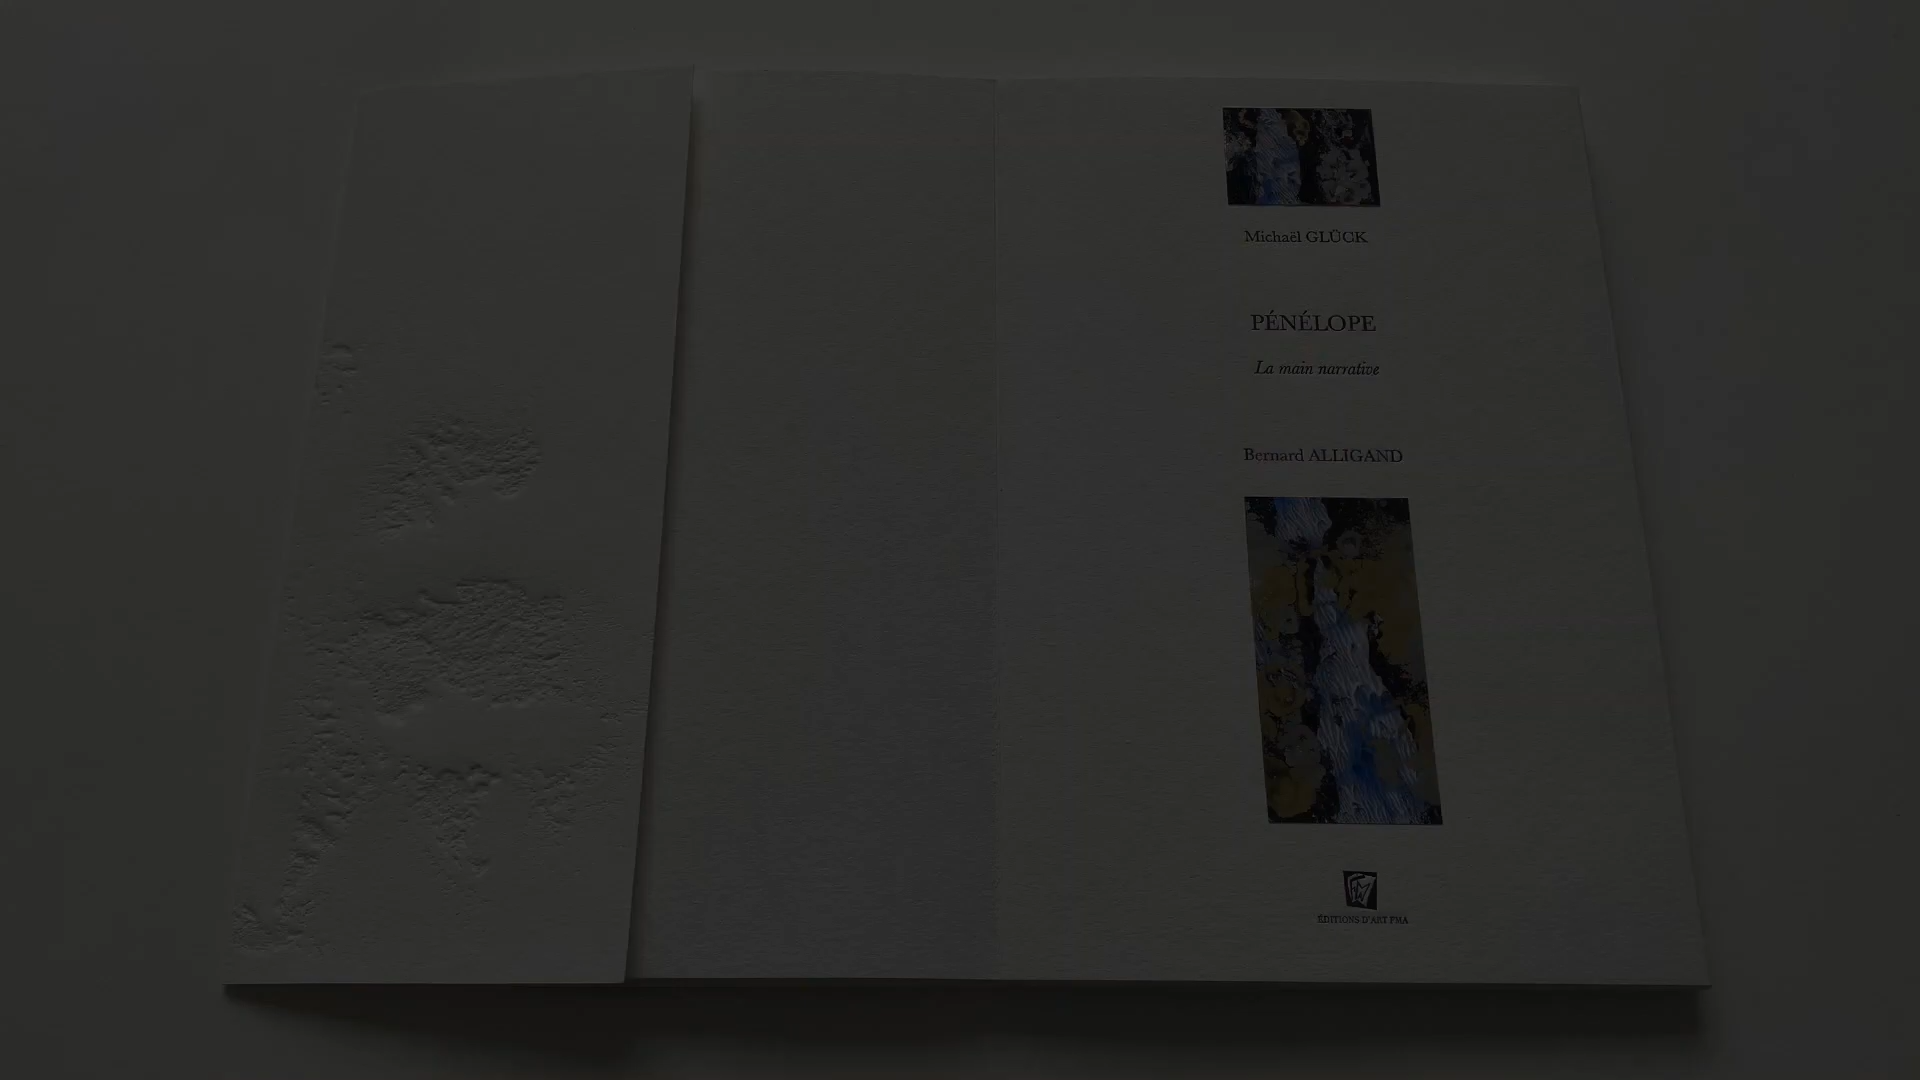 Michaël GLÜCK
PÉNÉLOPE
La main narrative
Bernard ALLIGAND
ÉDITIONS D'ART FMA